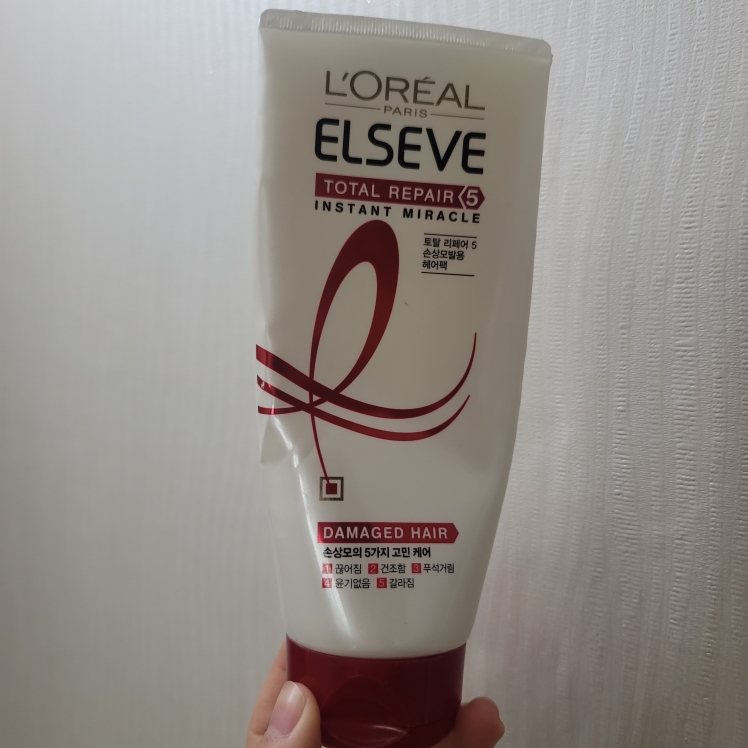 L'ORÉAL
PARIS
ELSEVE
TOTAL REPAIR 5
INSTANT MIRACLE
토탈 리페어 5
손상모발용
헤어팩
DAMAGED HAIR
손상모의 5가지 고민 케어
1 끊어짐 2 건조함 3 푸석거림
4 윤기없음 5 갈라짐